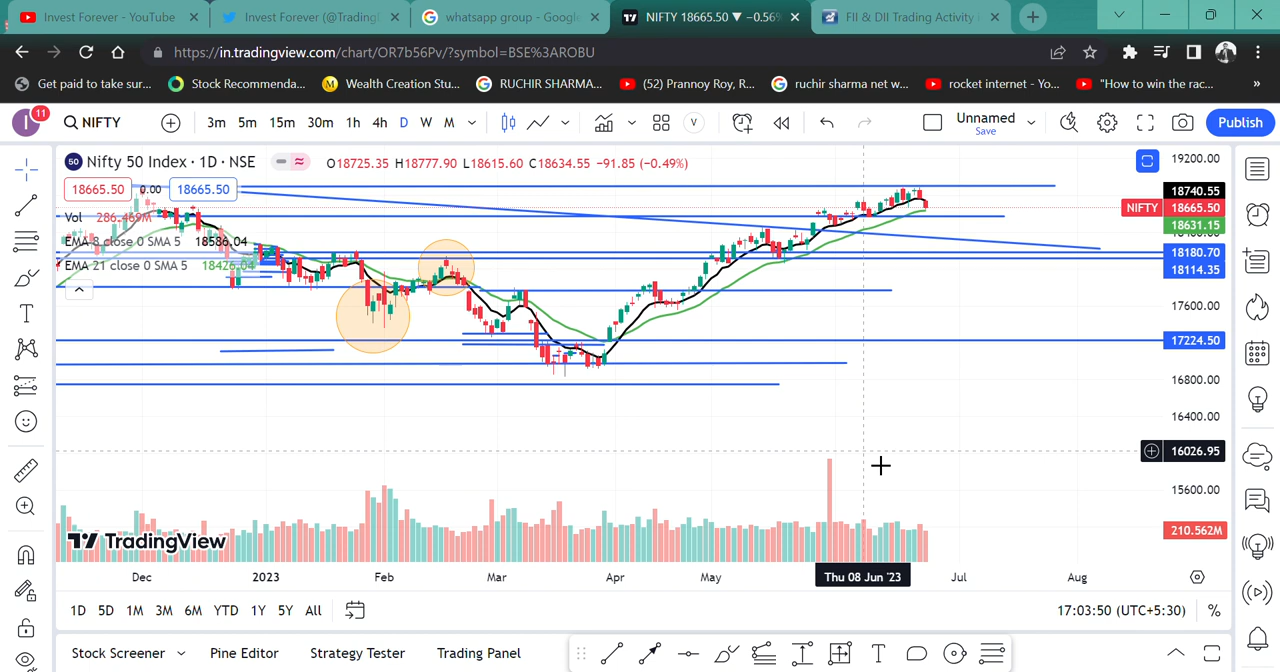 Invest Forever - YouTube
Invest Forever (@Trading
whatsapp group - Google
NIFTY 18665.50 ▼ −0.56%
FII & DII Trading Activity i
https://in.tradingview.com/chart/OR7b56Pv/?symbol=BSE%3AROBU
Get paid to take sur...
Stock Recommenda...
Wealth Creation Stu...
RUCHIR SHARMA...
(52) Prannoy Roy, R...
ruchir sharma net w...
rocket internet - Yo...
"How to win the rac...
»
I
11
NIFTY
3m 5m 15m 30m 1h 4h D W M
V
Unnamed
Save
Publish
50 Nifty 50 Index · 1D · NSE O18725.35 H18777.90 L18615.60 C18634.55 −91.85 (−0.49%)
18665.50 0.00 18665.50
Vol 286.469M
EMA 8 close 0 SMA 5 18586.04
EMA 21 close 0 SMA 5 18426.04
19200.00
18740.55
NIFTY 18665.50
18631.15
18180.70
18114.35
17600.00
17224.50
16800.00
16400.00
16026.95
15600.00
210.562M
TradingView
Dec 2023 Feb Mar Apr May Thu 08 Jun '23 Jul Aug
1D 5D 1M 3M 6M YTD 1Y 5Y All
17:03:50 (UTC+5:30) %
Stock Screener Pine Editor Strategy Tester Trading Panel
T